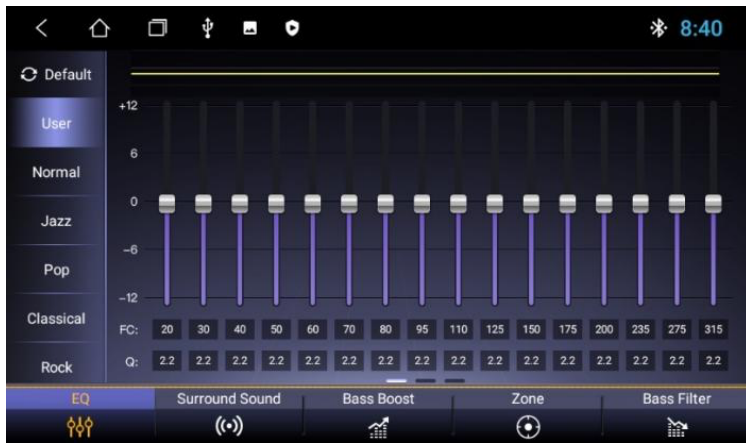 8:40
Default
User
Normal
Jazz
Pop
Classical
Rock
+12
6
0
-6
-12
FC: 20 30 40 50 60 70 80 95 110 125 150 175 200 235 275 315
Q: 2.2 2.2 2.2 2.2 2.2 2.2 2.2 2.2 2.2 2.2 2.2 2.2 2.2 2.2 2.2 2.2
EQ Surround Sound Bass Boost Zone Bass Filter